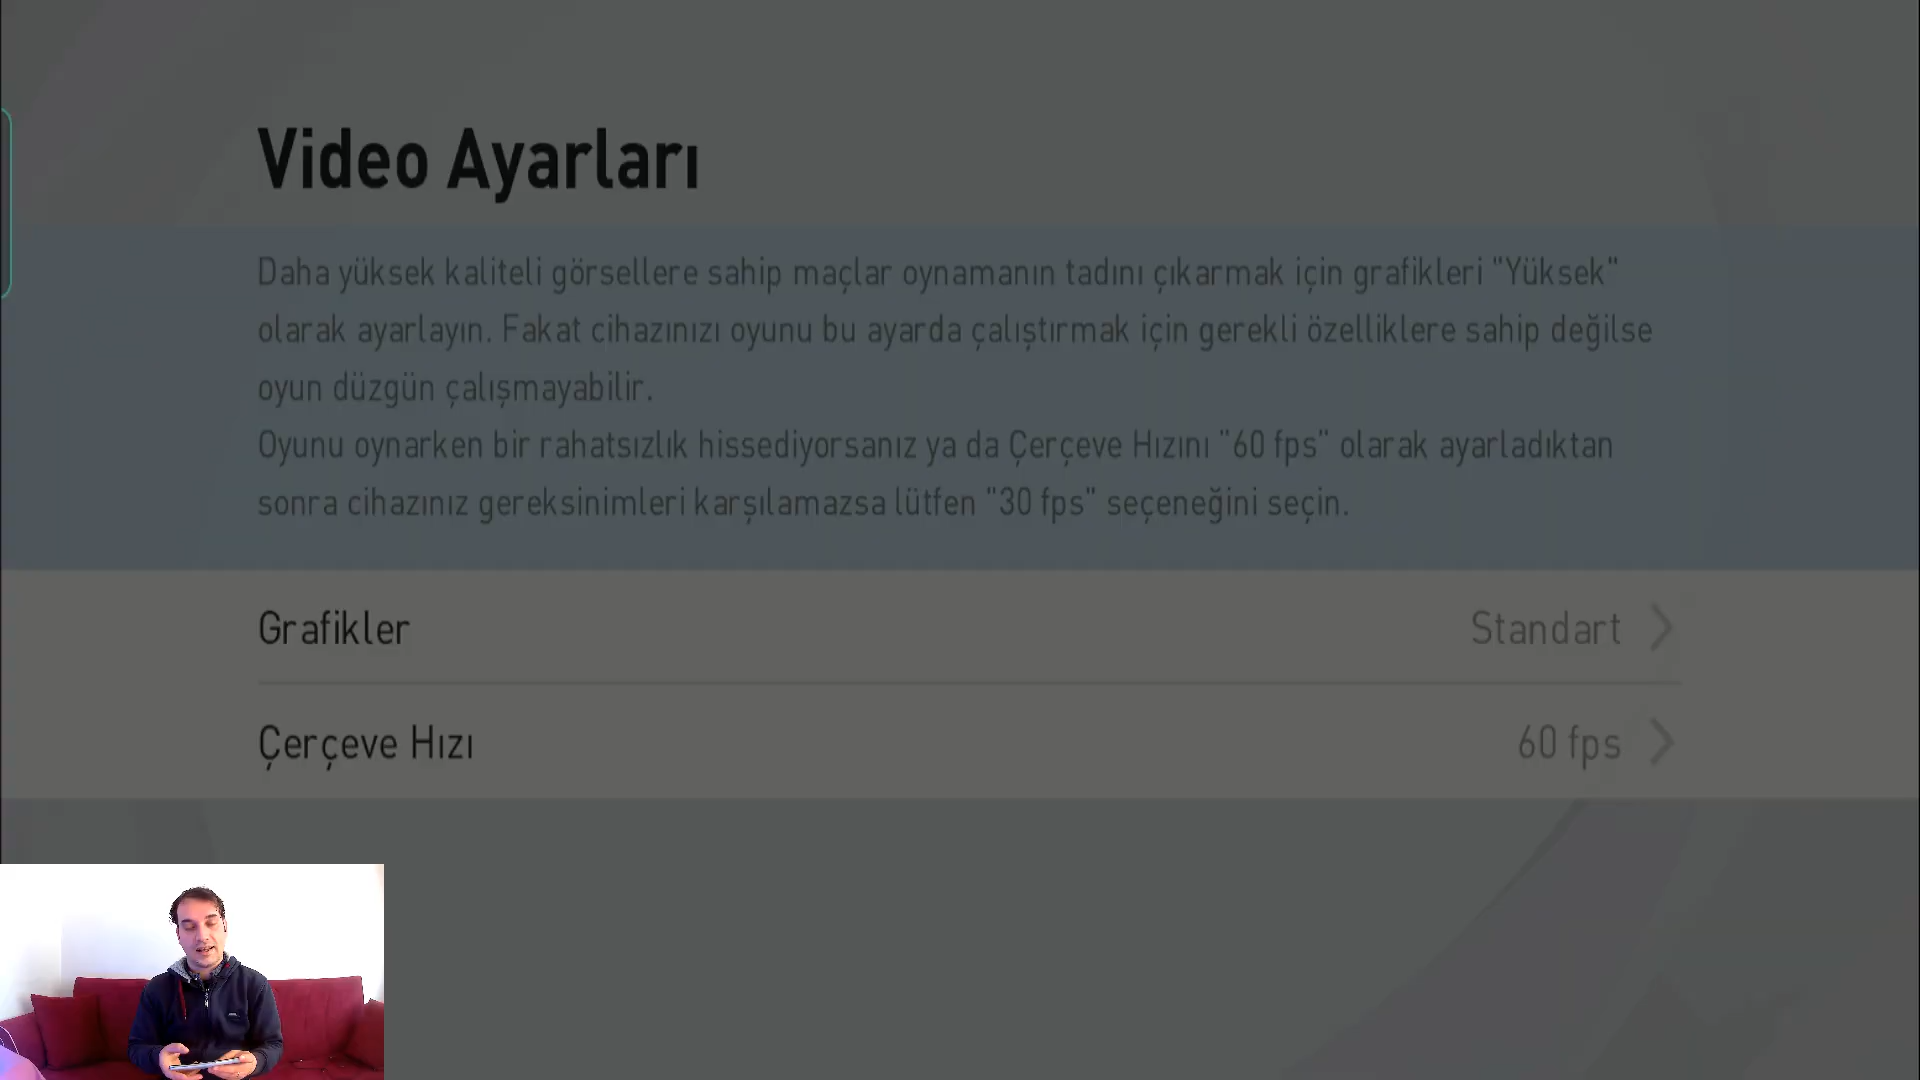 Video Ayarları
Daha yüksek kaliteli görsellere sahip maçlar oynamanın tadını çıkarmak için grafikleri "Yüksek"
olarak ayarlayın. Fakat cihazınızı oyunu bu ayarda çalıştırmak için gerekli özelliklere sahip değilse
oyun düzgün çalışmayabilir.
Oyunu oynarken bir rahatsızlık hissediyorsanız ya da Çerçeve Hızını "60 fps" olarak ayarladıktan
sonra cihazınız gereksinimleri karşılamazsa lütfen "30 fps" seçeneğini seçin.
Grafikler Standart
Çerçeve Hızı 60 fps